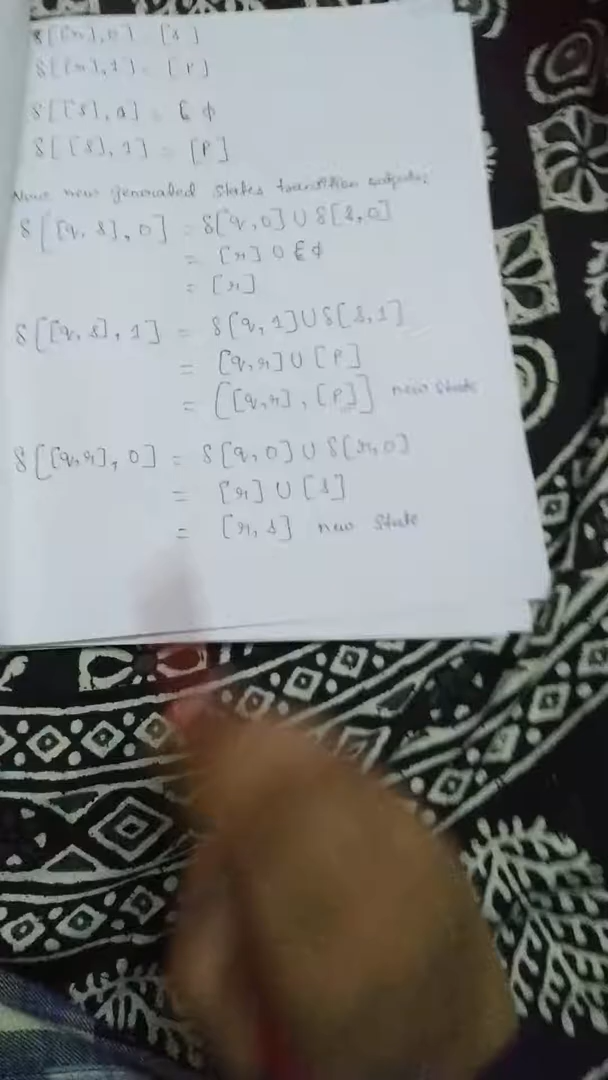 δ[[r],0] [s]
δ[[r],1] = [P]
δ[[s],0] = ϕ
δ[[s],1] = [P]
Now new generated states transition
δ[[q,s],0] = δ[q,0] ∪ δ[s,0]
= [r] ∪ ϕ
= [r]
δ[[q,s],1] = δ[q,1] ∪ δ[s,1]
= [q,r] ∪ [P]
= [[q,r],[P]] new state
δ[[q,r],0] = δ[q,0] ∪ δ[r,0]
= [r] ∪ [s]
= [r,s] new state